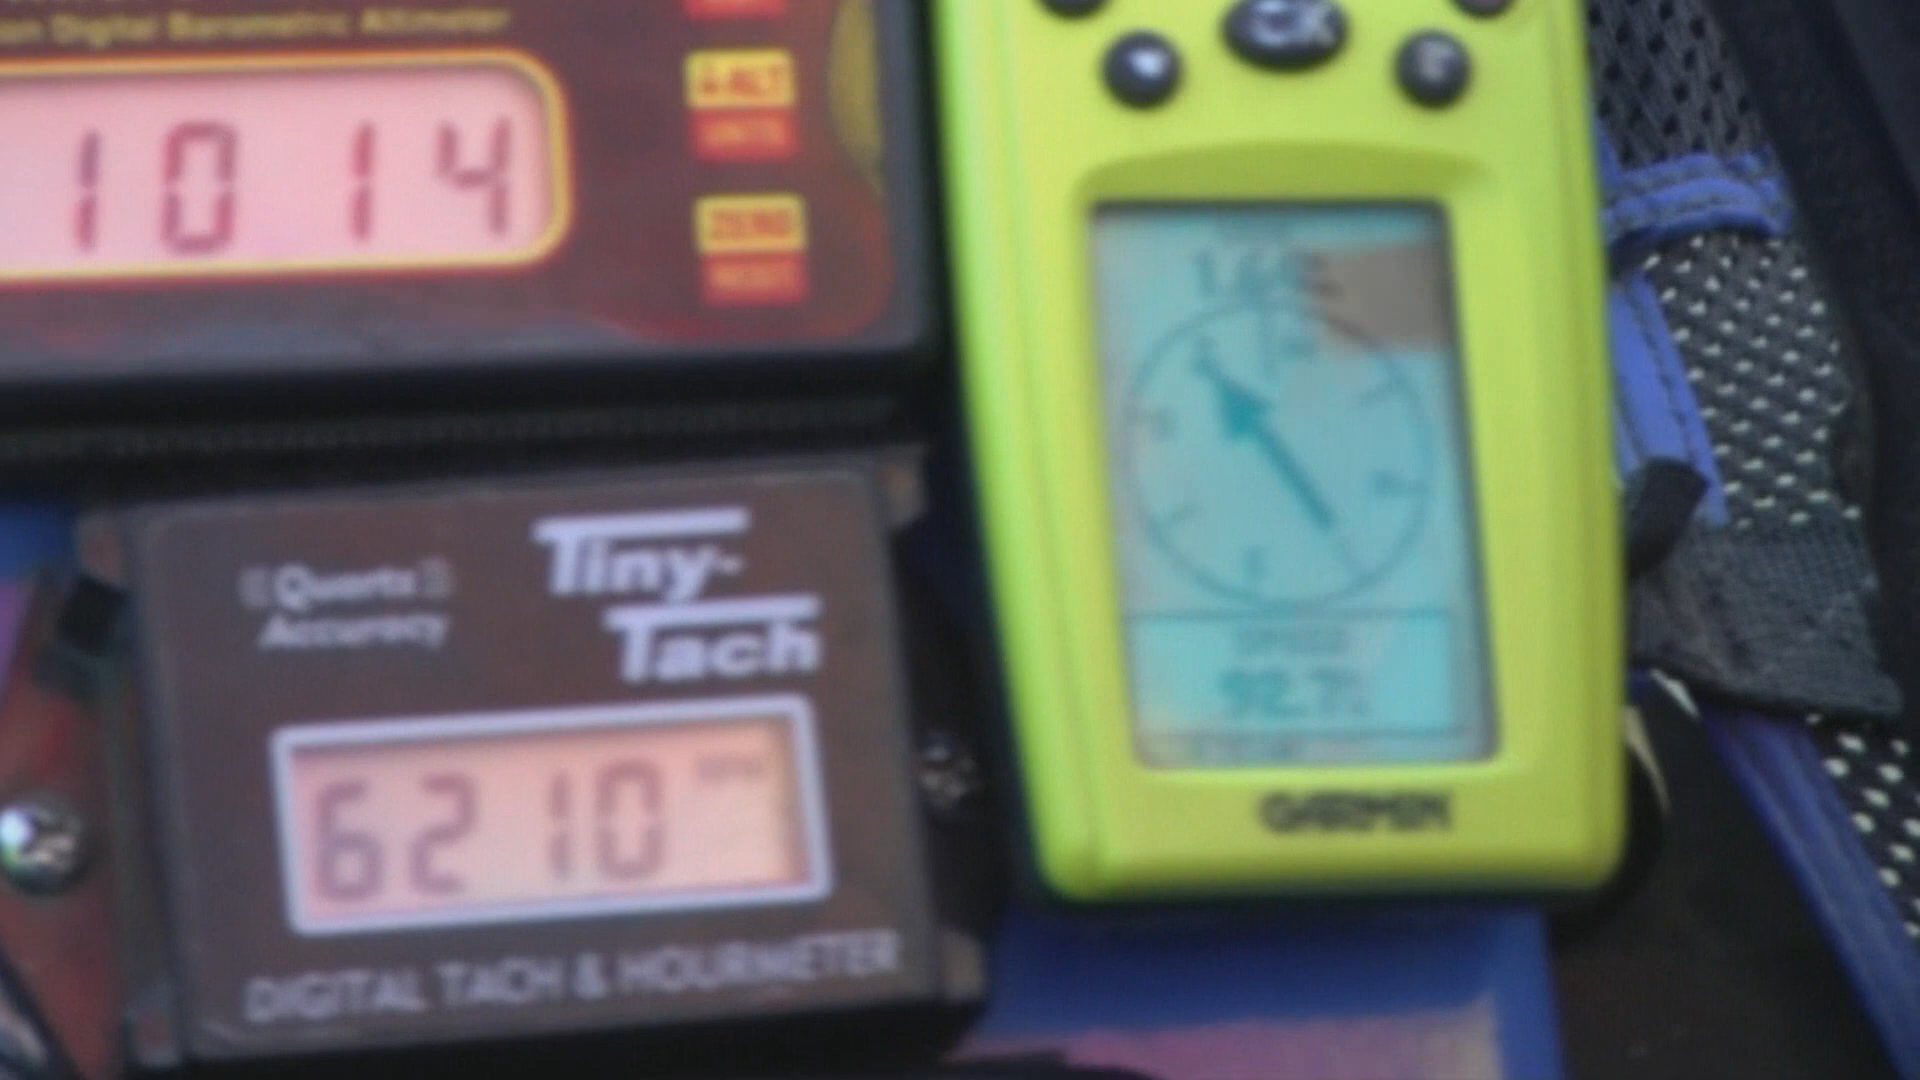 Digital Barometric Altimeter
ALT
UNITS
1014
ZERO
Quartz
Accuracy
Tiny-
Tach
6210
RPM
DIGITAL TACH & HOURMETER
OK
SPEED
92.7
GARMIN